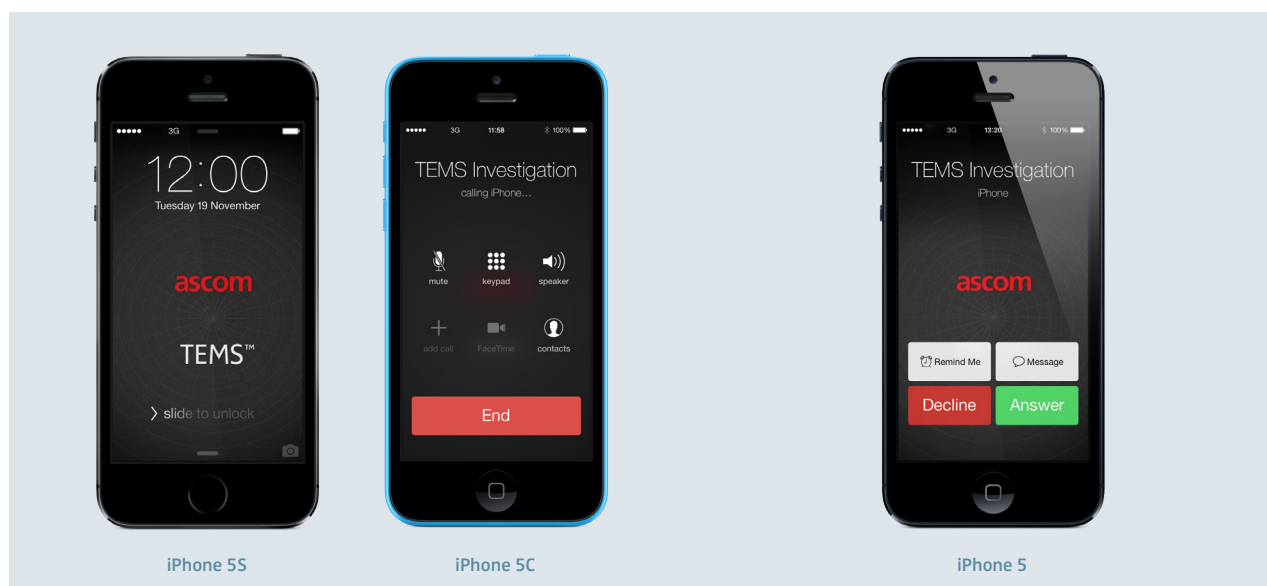 3G
12:00
Tuesday 19 November
ascom
TEMS™
slide to unlock
iPhone 5S
3G 11:58 100%
TEMS Investigation
calling iPhone...
mute keypad speaker
add call FaceTime contacts
End
iPhone 5C
3G 13:20 100%
TEMS Investigation
iPhone
ascom
Remind Me Message
Decline Answer
iPhone 5